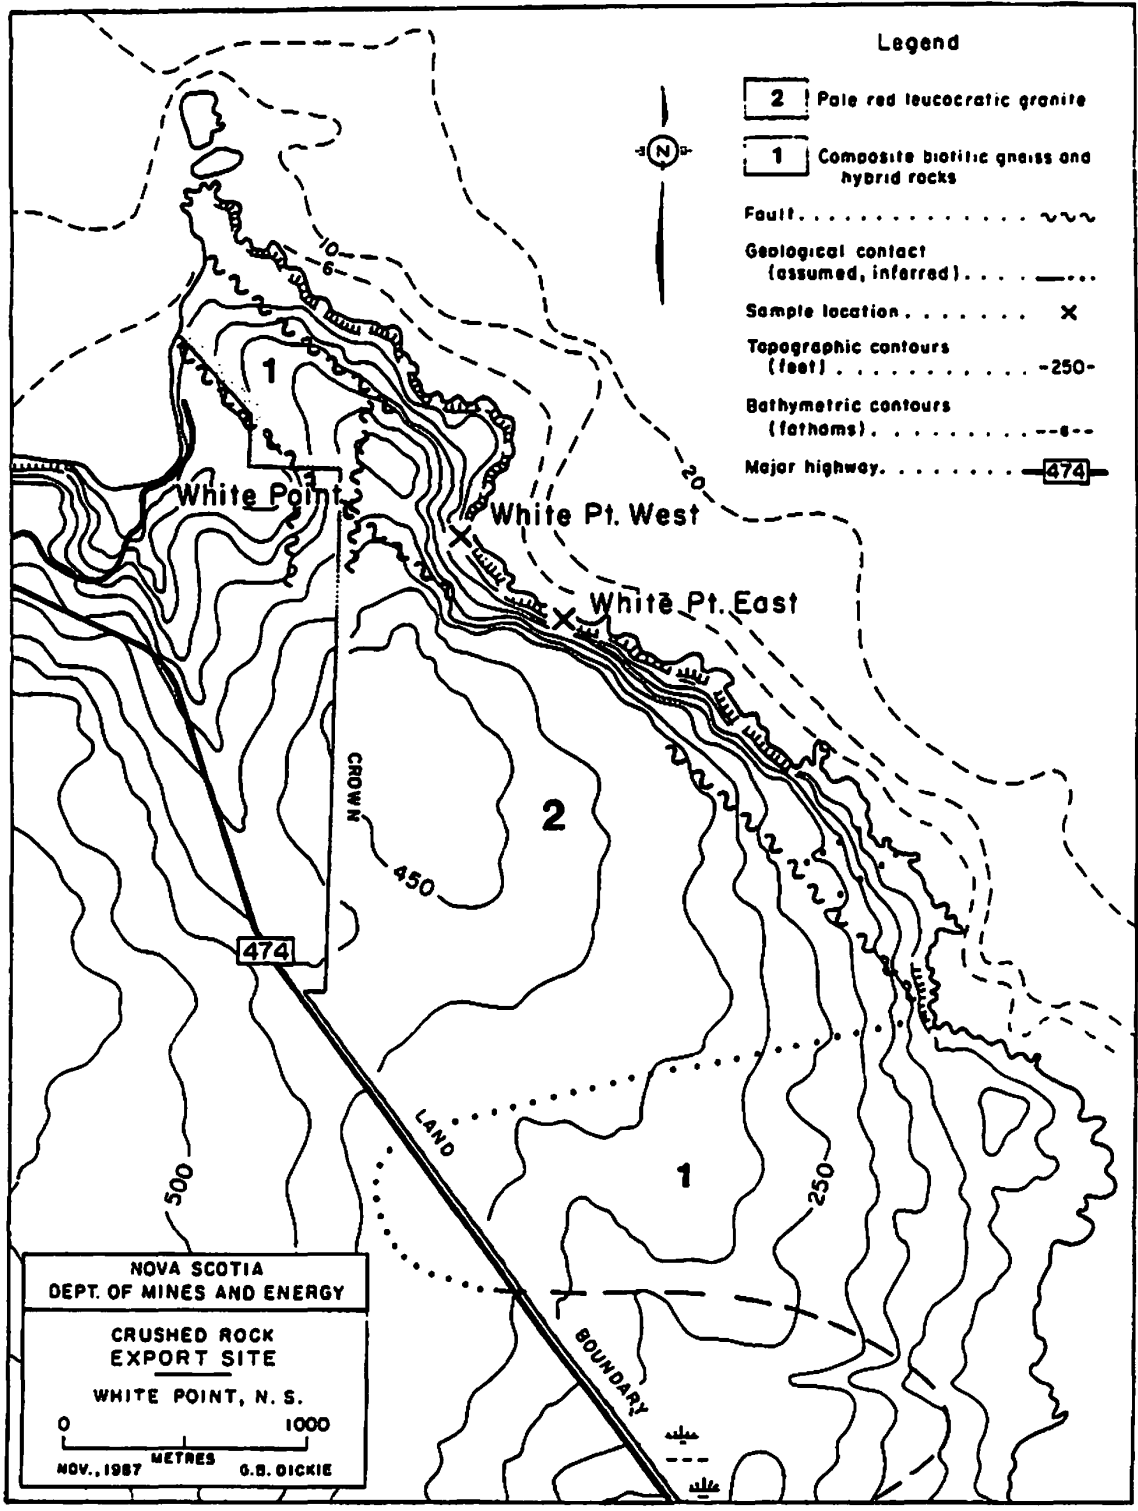 Legend
2 Pale red leucocratic granite
1 Composite biotitic gneiss and
hybrid rocks
Fault
Geological contact
(assumed, inferred)
Sample location
Topographic contours
(feet) -250-
Bathymetric contours
(fathoms) --6--
Major highway 474
N
10
6
1
20
White Point
White Pt. West
White Pt. East
CROWN
2
450
474
LAND
1
500
250
BOUNDARY
NOVA SCOTIA
DEPT. OF MINES AND ENERGY
CRUSHED ROCK
EXPORT SITE
WHITE POINT, N. S.
0 1000
METRES
NOV., 1987 G.B. DICKIE